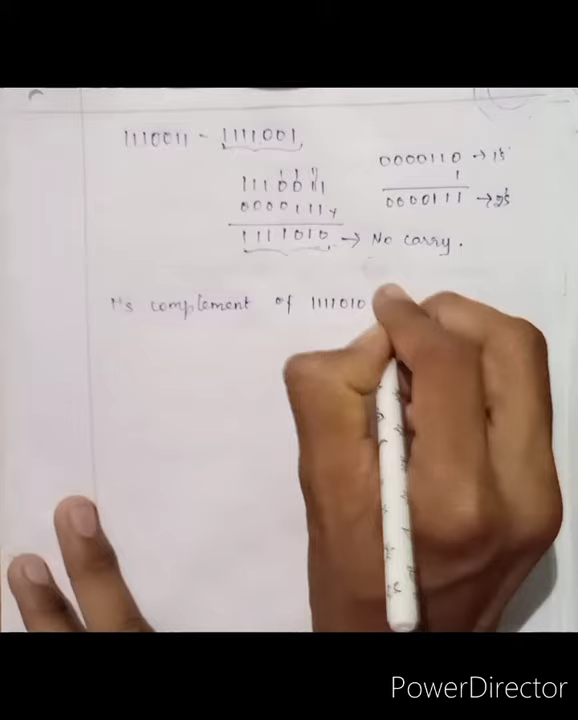 1110011 - 1111001
0000110 → 1's
1
0000111 → 2's
1110011
0000111
1111010 → No carry.
1's complement of 1111010
PowerDirector